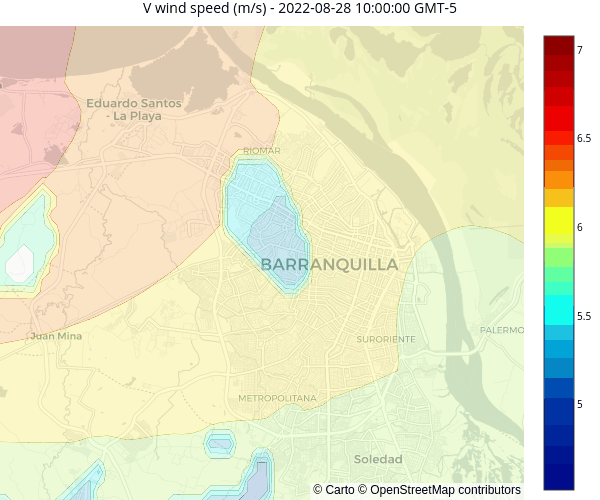 V wind speed (m/s) - 2022-08-28 10:00:00 GMT-5
7
Eduardo Santos
- La Playa
6.5
RIOMAR
6
BARRANQUILLA
5.5
Juan Mina
SURORIENTE
PALERMO
METROPOLITANA
5
Soledad
© Carto © OpenStreetMap contributors